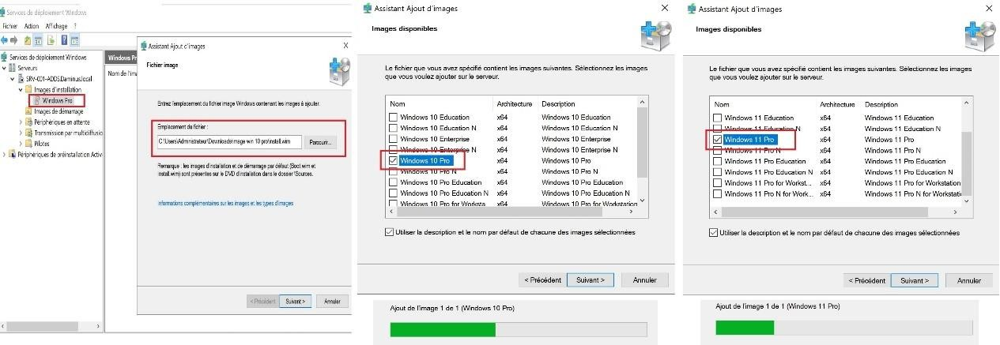 Services de déploiement Windows
Fichier Action Affichage ?
Services de déploiement Windows
Serveurs
SRV-001-ADDS.Daminus.local
Images d'installation
Windows Pro
Images de démarrage
Périphériques en attente
Transmission par multidiffusio
Pilotes
Périphériques de préinstallation Activ
Windows Pr
Nom de l'im
Assistant Ajout d'images
X
Fichier image
Entrez l'emplacement du fichier image Windows contenant les images à ajouter.
Emplacement du fichier :
C:\Users\Administrateur\Downloads\image win 10 pro\install.wim
Parcourir...
Remarque : les images d'installation et de démarrage par défaut (Boot.wim et
Install.wim) sont présentes sur le DVD d'installation dans le dossier \Sources.
Informations complémentaires sur les images et les types d'images
< Précédent Suivant > Annuler
Assistant Ajout d'images
Images disponibles
Le fichier que vous avez spécifié contient les images suivantes. Sélectionnez les images
que vous voulez ajouter sur le serveur.
Nom Architecture Description
Windows 10 Education x64 Windows 10 Education
Windows 10 Education N x64 Windows 10 Education N
Windows 10 Enterprise x64 Windows 10 Enterprise
Windows 10 Enterprise N x64 Windows 10 Enterprise N
Windows 10 Pro x64 Windows 10 Pro
Windows 10 Pro N x64 Windows 10 Pro N
Windows 10 Pro Education x64 Windows 10 Pro Education
Windows 10 Pro Education N x64 Windows 10 Pro Education N
Windows 10 Pro for Worksta... x64 Windows 10 Pro for Workstation
Utiliser la description et le nom par défaut de chacune des images sélectionnées
< Précédent Suivant > Annuler
Ajout de l'image 1 de 1 (Windows 10 Pro)
Assistant Ajout d'images
Images disponibles
Le fichier que vous avez spécifié contient les images suivantes. Sélectionnez les images
que vous voulez ajouter sur le serveur.
Nom Architecture Description
Windows 11 Education x64 Windows 11 Education
Windows 11 Education N x64 Windows 11 Education N
Windows 11 Pro x64 Windows 11 Pro
Windows 11 Pro N x64 Windows 11 Pro N
Windows 11 Pro Education x64 Windows 11 Pro Education
Windows 11 Pro Education N x64 Windows 11 Pro Education N
Windows 11 Pro for Workst... x64 Windows 11 Pro for Workstation
Windows 11 Pro N for Work... x64 Windows 11 Pro N for Workstati
Utiliser la description et le nom par défaut de chacune des images sélectionnées
< Précédent Suivant > Annuler
Ajout de l'image 1 de 1 (Windows 11 Pro)